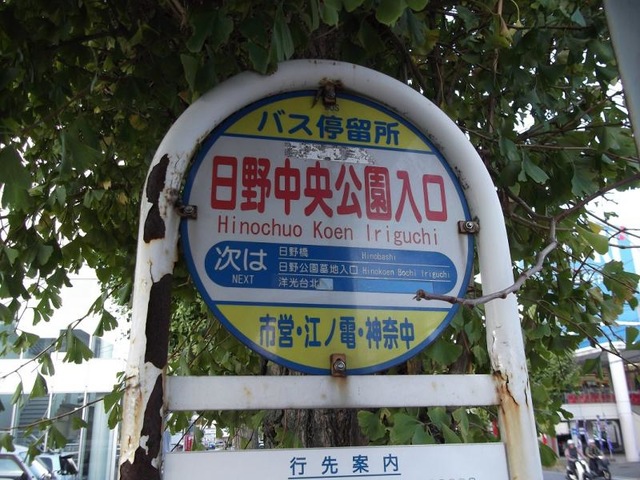 バス停留所
日野中央公園入口
Hinochuo Koen Iriguchi
次は
NEXT
日野橋 Hinobashi
日野公園墓地入口 Hinokoen Bochi Iriguchi
洋光台北
市営・江ノ電・神奈中
行先案内